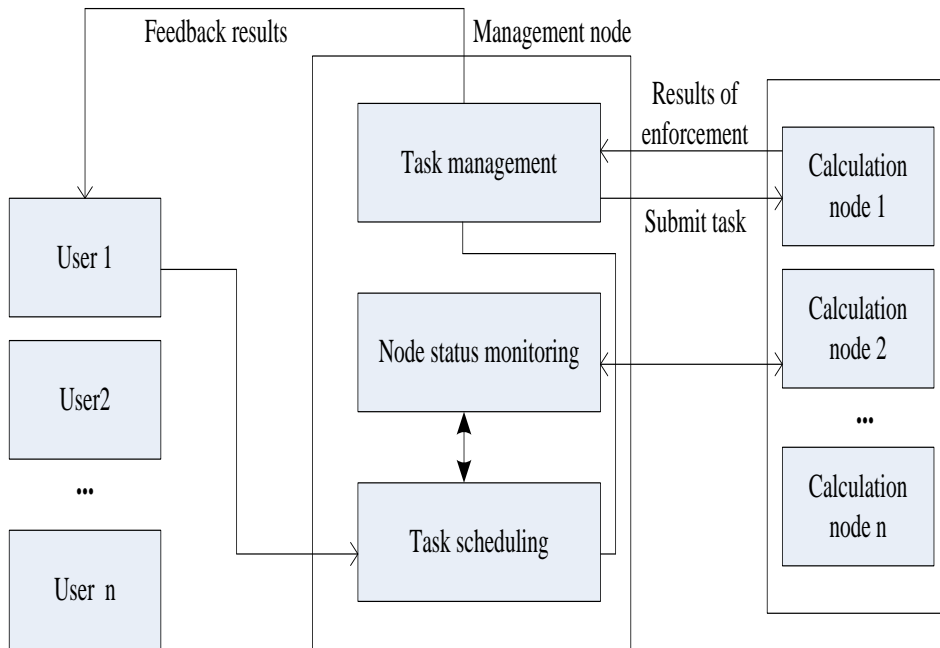 Feedback results
Management node
Results of
enforcement
Task management
Calculation
node 1
Submit task
User 1
Node status monitoring
Calculation
node 2
User2
...
...
Task scheduling
Calculation
node n
User n